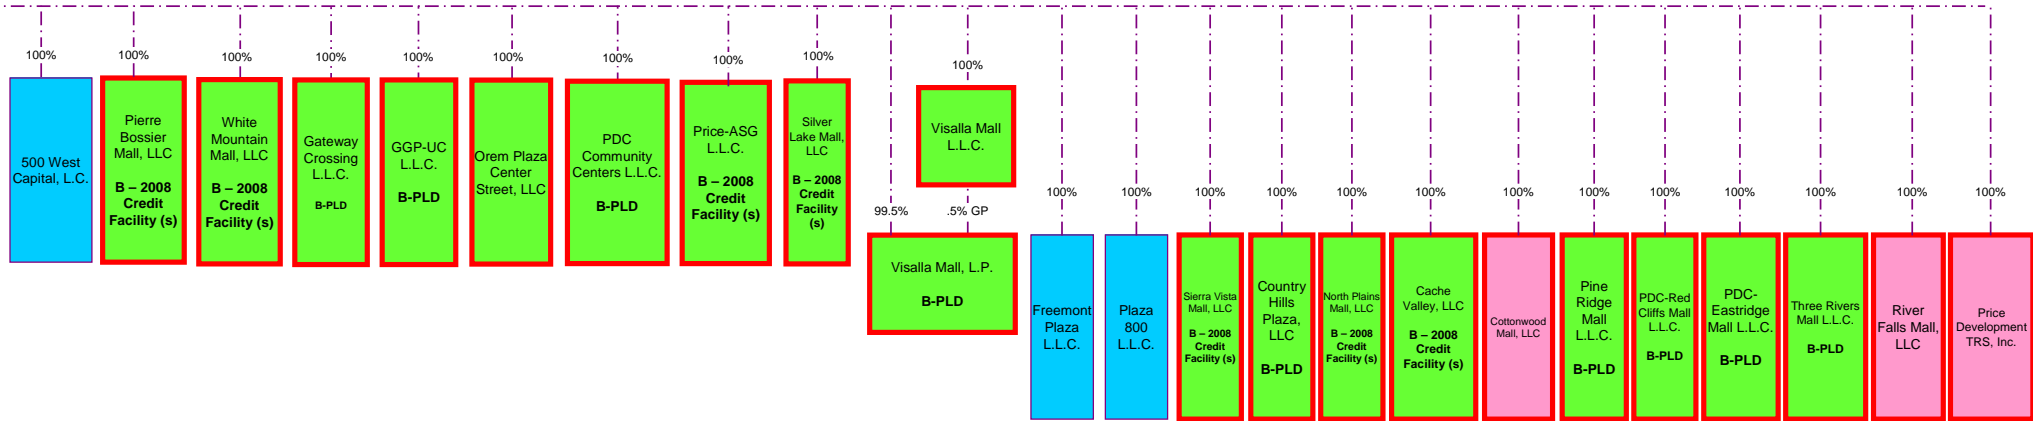 100%
500 West
Capital, L.C.
100%
Pierre
Bossier
Mall, LLC
B – 2008
Credit
Facility (s)
100%
White
Mountain
Mall, LLC
B – 2008
Credit
Facility (s)
100%
Gateway
Crossing
L.L.C.
B-PLD
100%
GGP-UC
L.L.C.
B-PLD
100%
Orem Plaza
Center
Street, LLC
100%
PDC
Community
Centers L.L.C.
B-PLD
100%
Price-ASG
L.L.C.
B – 2008
Credit
Facility (s)
100%
Silver
Lake Mall,
LLC
B – 2008
Credit
Facility
(s)
100%
Visalla Mall
L.L.C.
99.5%
.5% GP
Visalla Mall, L.P.
B-PLD
100%
Freemont
Plaza
L.L.C.
100%
Plaza
800
L.L.C.
100%
Sierra Vista
Mall, LLC
B – 2008
Credit
Facility (s)
100%
Country
Hills
Plaza,
LLC
B-PLD
100%
North Plains
Mall, LLC
B – 2008
Credit
Facility (s)
100%
Cache
Valley, LLC
B – 2008
Credit
Facility (s)
100%
Cottonwood
Mall, LLC
100%
Pine
Ridge
Mall
L.L.C.
B-PLD
100%
PDC-Red
Cliffs Mall
L.L.C.
B-PLD
100%
PDC-
Eastridge
Mall L.L.C.
B-PLD
100%
Three Rivers
Mall L.L.C.
B-PLD
100%
River
Falls Mall,
LLC
100%
Price
Development
TRS, Inc.